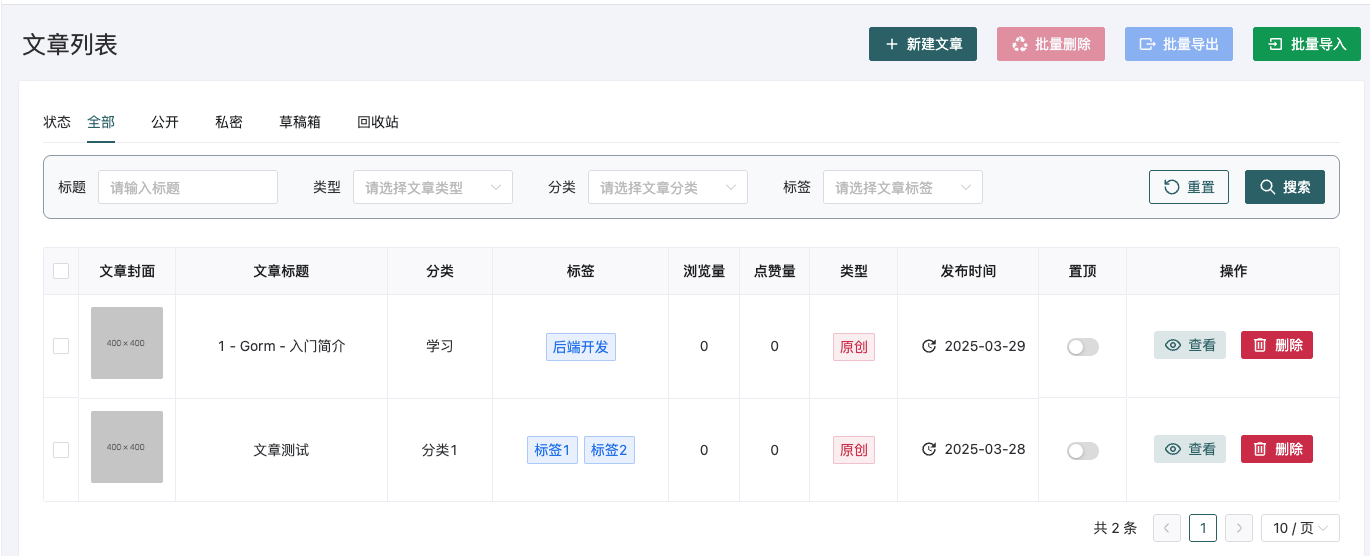 文章列表 新建文章 批量删除 批量导出 批量导入
状态 全部 公开 私密 草稿箱 回收站
标题 请输入标题 类型 请选择文章类型 分类 请选择文章分类 标签 请选择文章标签 重置 搜索
文章封面 文章标题 分类 标签 浏览量 点赞量 类型 发布时间 置顶 操作
400 × 400 1 - Gorm - 入门简介 学习 后端开发 0 0 原创 2025-03-29 查看 删除
400 × 400 文章测试 分类1 标签1 标签2 0 0 原创 2025-03-28 查看 删除
共 2 条 1 10 / 页